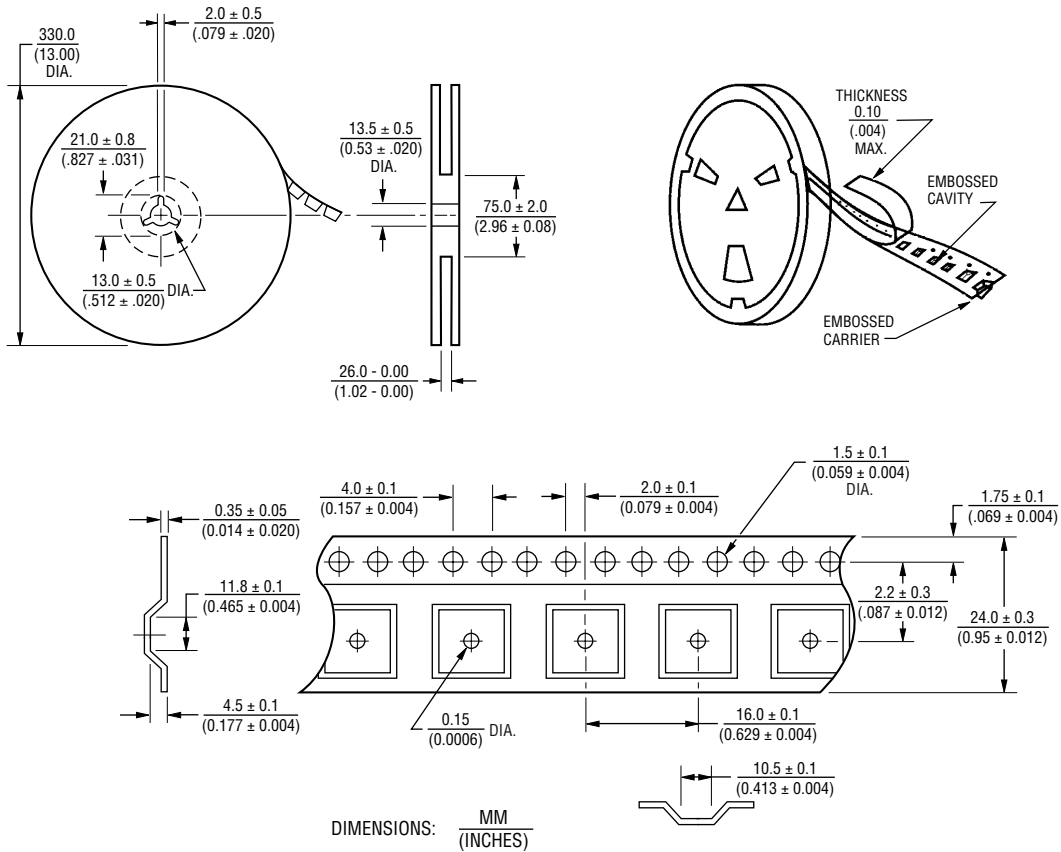 2.0 ± 0.5
(.079 ± .020)
330.0
(13.00)
DIA.
21.0 ± 0.8
(.827 ± .031)
13.0 ± 0.5
(.512 ± .020)
DIA.
13.5 ± 0.5
(0.53 ± .020)
DIA.
75.0 ± 2.0
(2.96 ± 0.08)
26.0 - 0.00
(1.02 - 0.00)
THICKNESS
0.10
(.004)
MAX.
EMBOSSED
CAVITY
EMBOSSED
CARRIER
0.35 ± 0.05
(0.014 ± 0.020)
11.8 ± 0.1
(0.465 ± 0.004)
4.5 ± 0.1
(0.177 ± 0.004)
4.0 ± 0.1
(0.157 ± 0.004)
2.0 ± 0.1
(0.079 ± 0.004)
1.5 ± 0.1
(0.059 ± 0.004)
DIA.
1.75 ± 0.1
(.069 ± 0.004)
2.2 ± 0.3
(.087 ± 0.012)
24.0 ± 0.3
(0.95 ± 0.012)
0.15
(0.0006)
DIA.
16.0 ± 0.1
(0.629 ± 0.004)
10.5 ± 0.1
(0.413 ± 0.004)
DIMENSIONS:
MM
(INCHES)